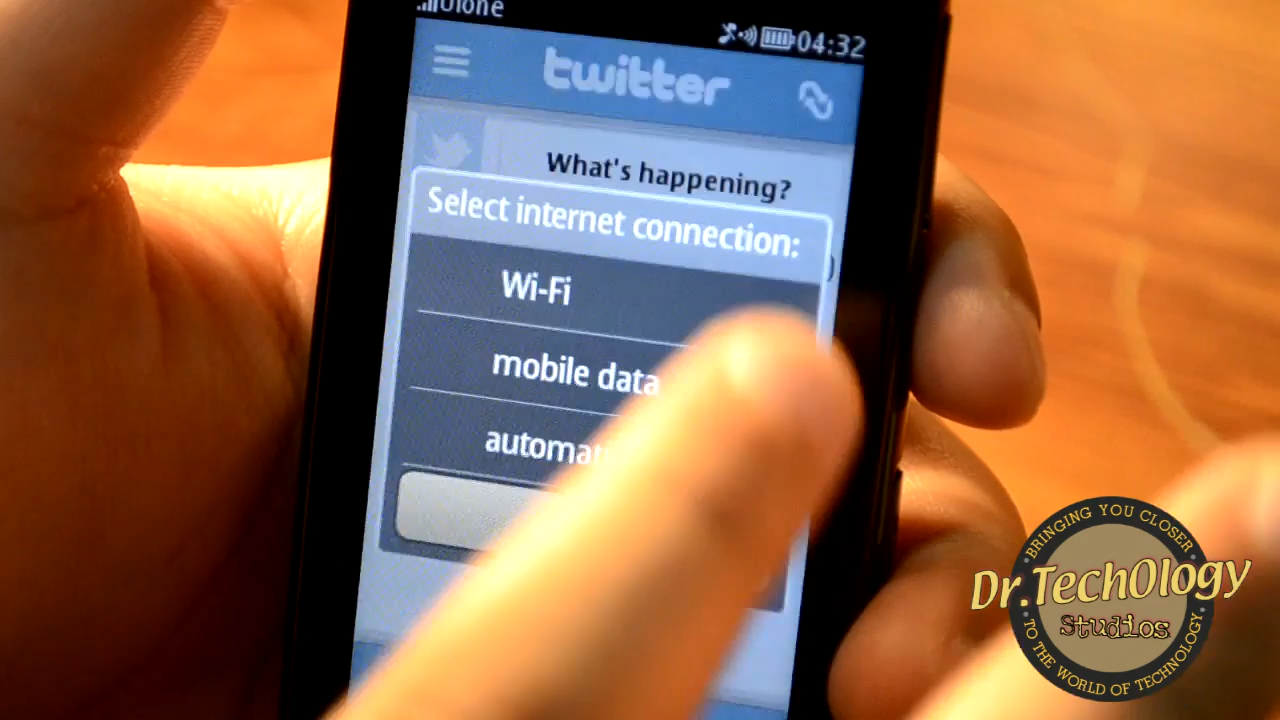 Ufone
04:32
twitter
What's happening?
Select internet connection:
Wi-Fi
mobile data
BRINGING YOU CLOSER
Dr.TechOlogy
Studios
TO THE WORLD OF TECHNOLOGY